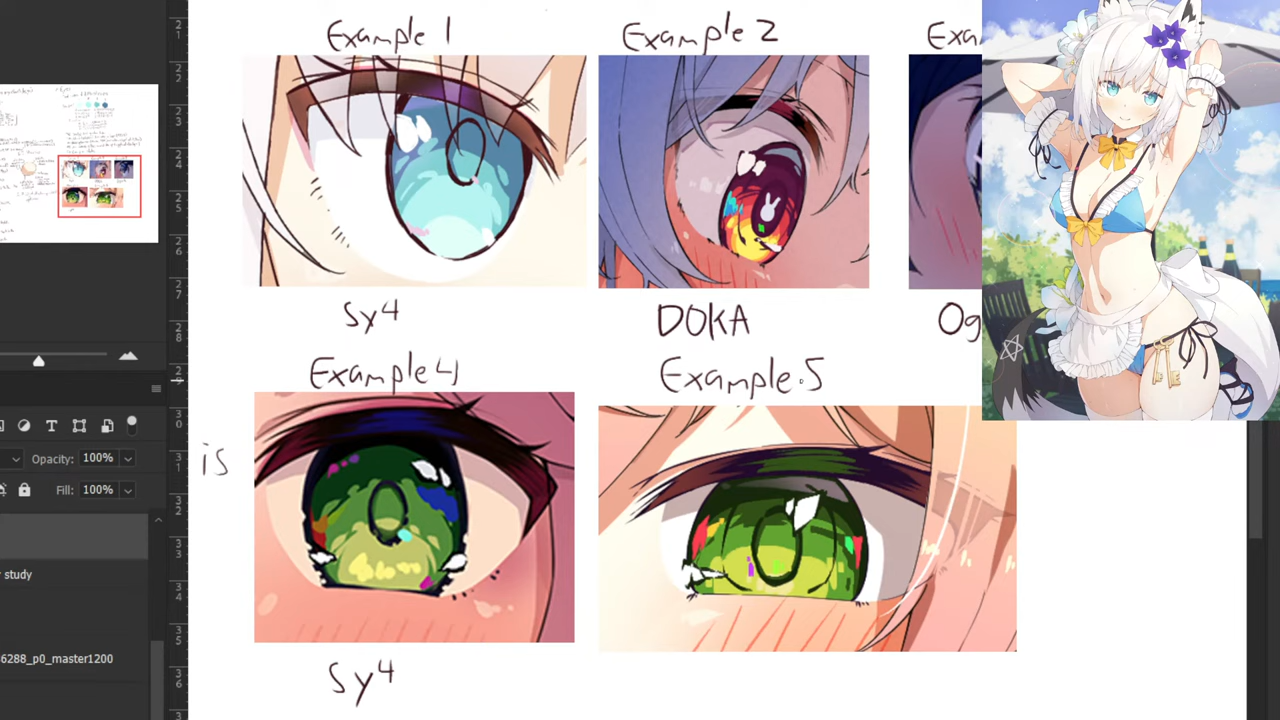 Example 1
Example 2
Exa
Sy4
DOKA
Og
Example 4
Example.5
is
Opacity: 100%
Fill: 100%
y study
6288_p0_master1200
Sy4